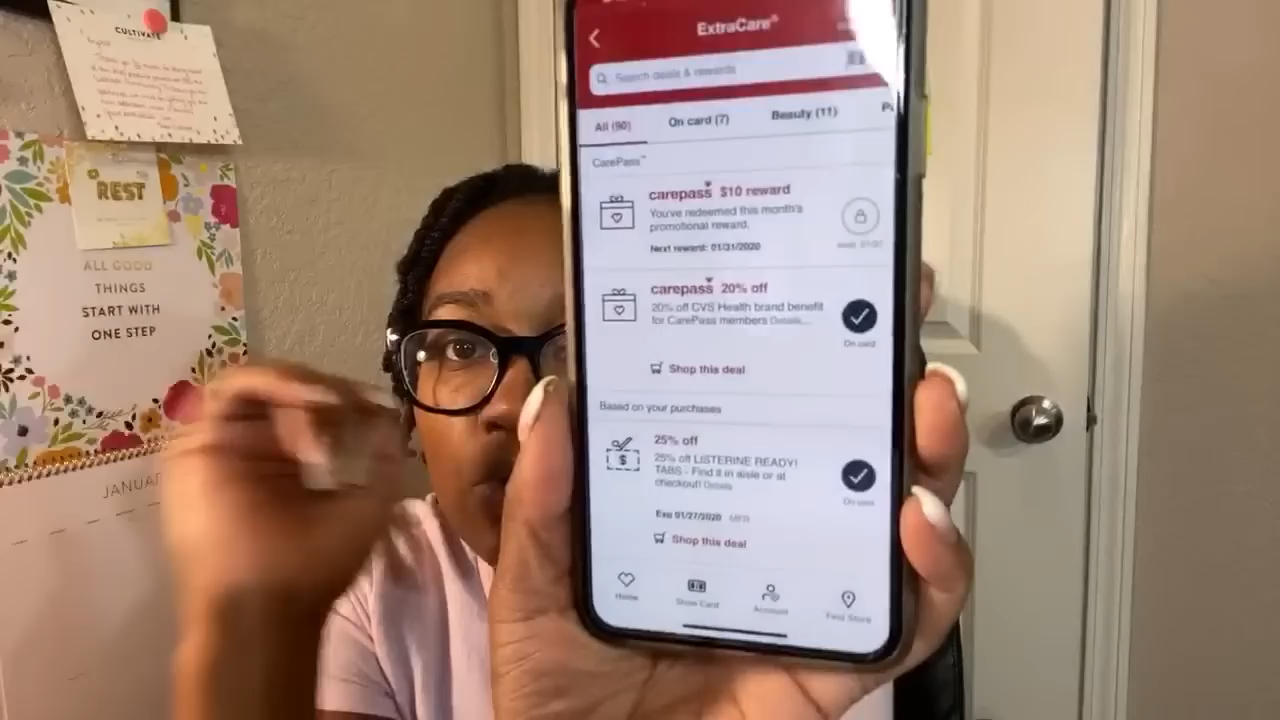 CULTIVATE
REST
ALL GOOD
THINGS
START WITH
ONE STEP
ExtraCare®
Search deals & rewards
All (90) On card (7) Beauty (11)
CarePass™
carepass $10 reward
You've redeemed this month's
promotional reward.
Next reward: 01/31/2020
carepass 20% off
20% off CVS Health brand benefit
for CarePass members Details...
On card
Shop this deal
Based on your purchases
25% off
25% off LISTERINE READY!
TABS - Find it in aisle or at
checkout! Details
On card
Exp 01/27/2020 MFR
Shop this deal
Home Show Card Account Find Store